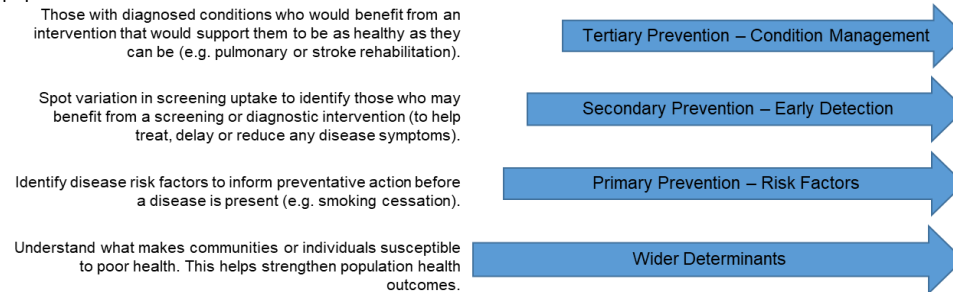 Those with diagnosed conditions who would benefit from an
intervention that would support them to be as healthy as they
can be (e.g. pulmonary or stroke rehabilitation).
Tertiary Prevention – Condition Management
Spot variation in screening uptake to identify those who may
benefit from a screening or diagnostic intervention (to help
treat, delay or reduce any disease symptoms).
Secondary Prevention – Early Detection
Identify disease risk factors to inform preventative action before
a disease is present (e.g. smoking cessation).
Primary Prevention – Risk Factors
Understand what makes communities or individuals susceptible
to poor health. This helps strengthen population health
outcomes.
Wider Determinants